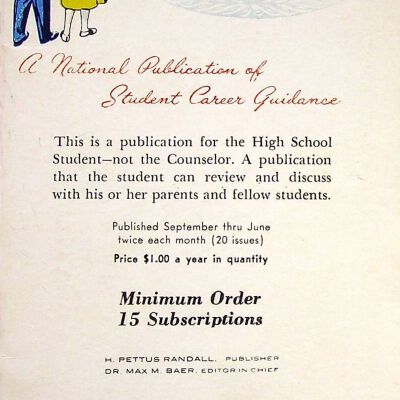 A National Publication of
Student Career Guidance
This is a publication for the High School
Student—not the Counselor. A publication
that the student can review and discuss
with his or her parents and fellow students.
Published September thru June
twice each month (20 issues)
Price $1.00 a year in quantity
Minimum Order
15 Subscriptions
H. PETTUS RANDALL, PUBLISHER
DR. MAX M. BAER, EDITOR IN CHIEF